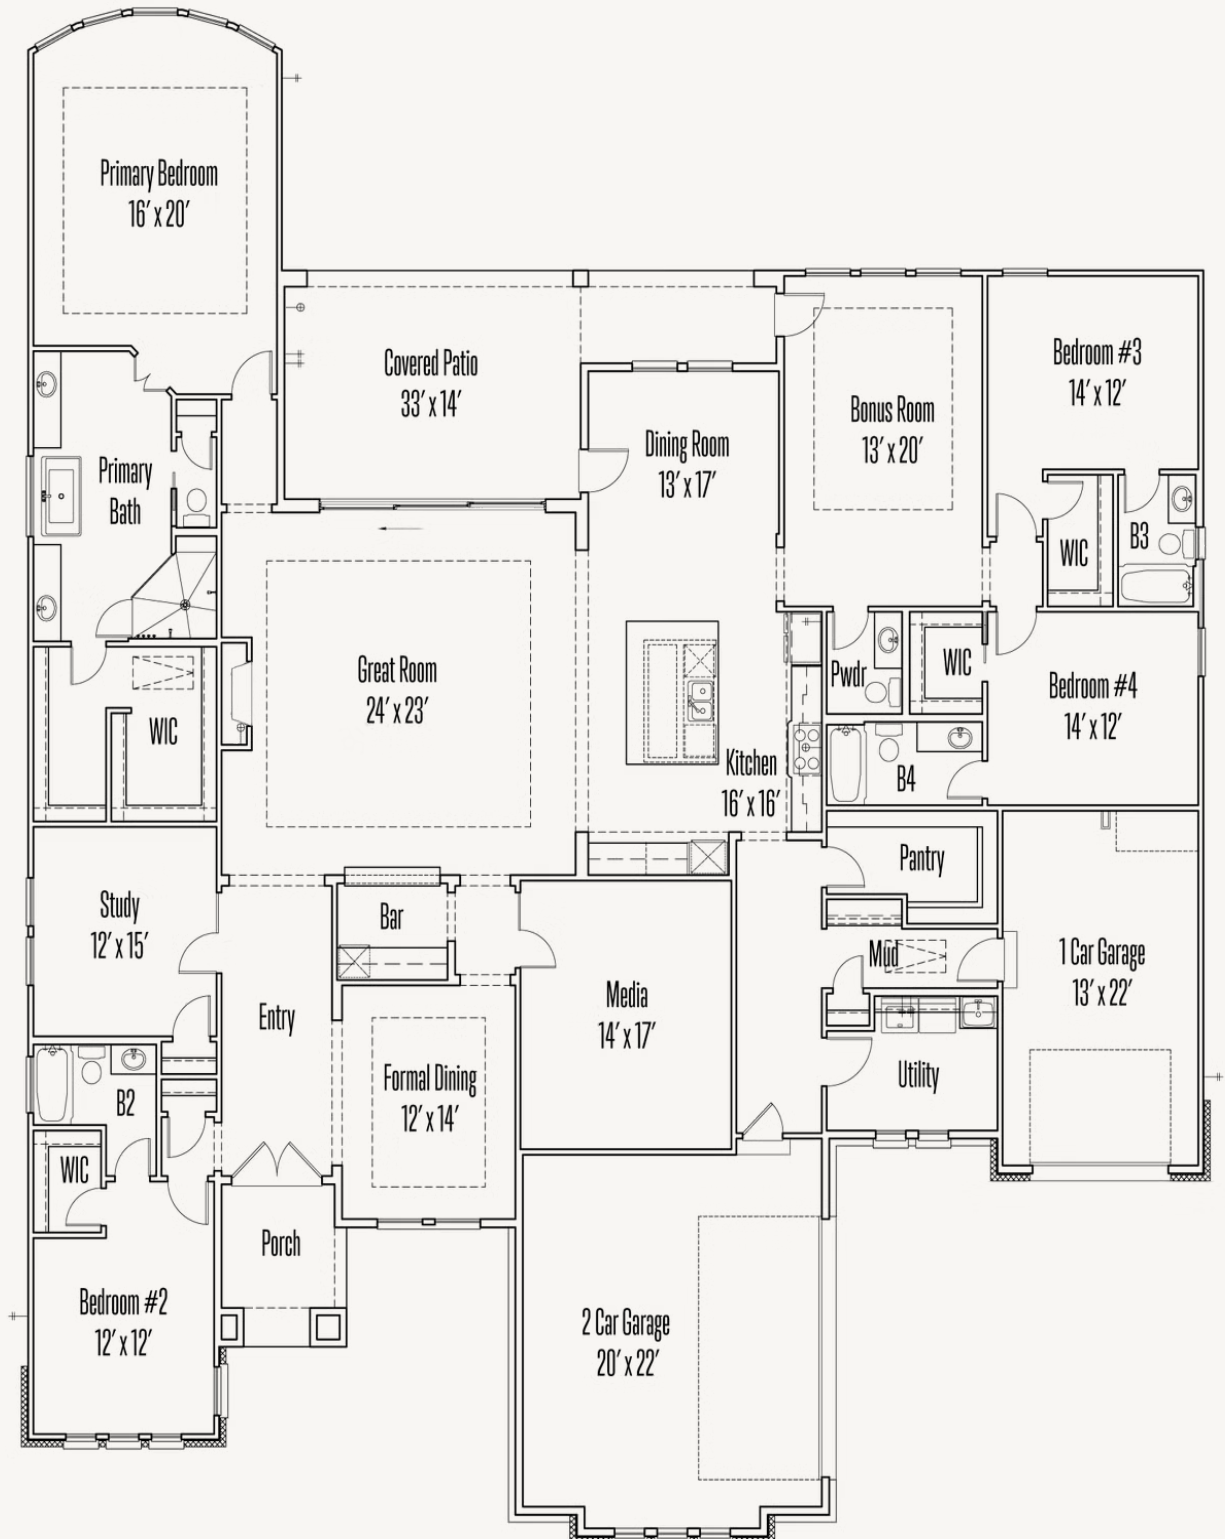 Primary Bedroom
16' x 20'
Covered Patio
33' x 14'
Bedroom #3
14' x 12'
Bonus Room
13' x 20'
Dining Room
13' x 17'
Primary
Bath
B3
WIC
Great Room
24' x 23'
Pwdr
WIC
Bedroom #4
14' x 12'
WIC
Kitchen
16' x 16'
B4
Pantry
Study
12' x 15'
Bar
Mud
1 Car Garage
13' x 22'
Entry
Media
14' x 17'
Formal Dining
12' x 14'
Utility
B2
WIC
Porch
Bedroom #2
12' x 12'
2 Car Garage
20' x 22'